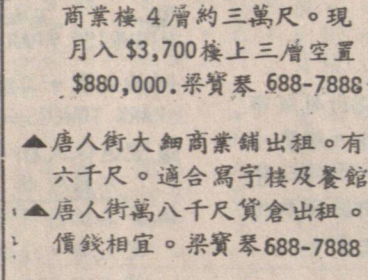 商業樓4層約三萬尺。現
月入$3,700樓上三層空置
$880,000.梁寶琴 688-7888
▲唐人街大細商業舖出租。有
六千尺。適合寫字樓及餐館
▲唐人街萬八千尺貨倉出租。
價錢相宜。梁寶琴688-7888